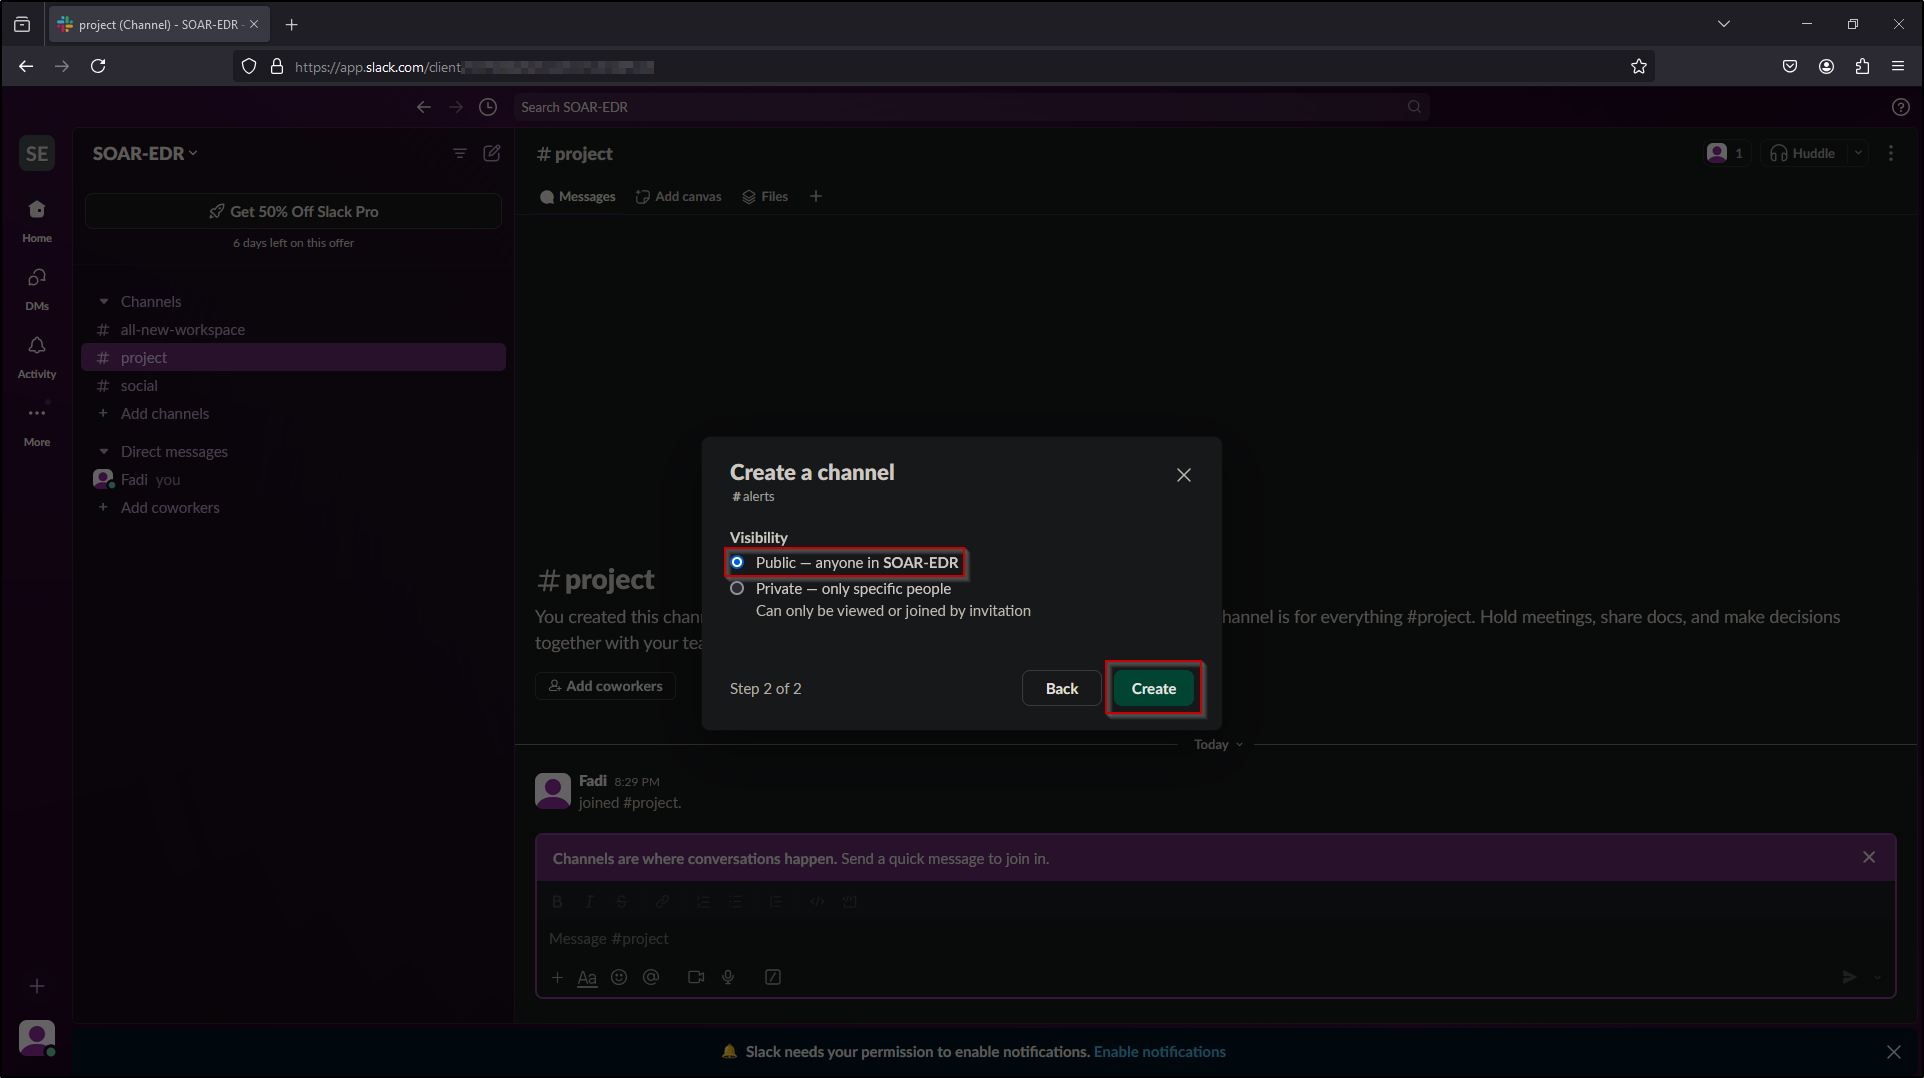 project (Channel) - SOAR-EDR -
https://app.slack.com/client
Search SOAR-EDR
SE
SOAR-EDR
# project
1
Huddle
Messages
Add canvas
Files
Get 50% Off Slack Pro
6 days left on this offer
Home
DMs
Activity
More
Channels
# all-new-workspace
# project
# social
+ Add channels
Direct messages
Fadi you
+ Add coworkers
Create a channel
# alerts
Visibility
Public — anyone in SOAR-EDR
Private — only specific people
Can only be viewed or joined by invitation
Step 2 of 2
Back
Create
# project
You created this hannel is for everything #project. Hold meetings, share docs, and make decisions
together with your
Add coworkers
Today
Fadi 8:29 PM
joined #project.
Channels are where conversations happen. Send a quick message to join in.
B I S
Message #project
+ Aa
Slack needs your permission to enable notifications. Enable notifications